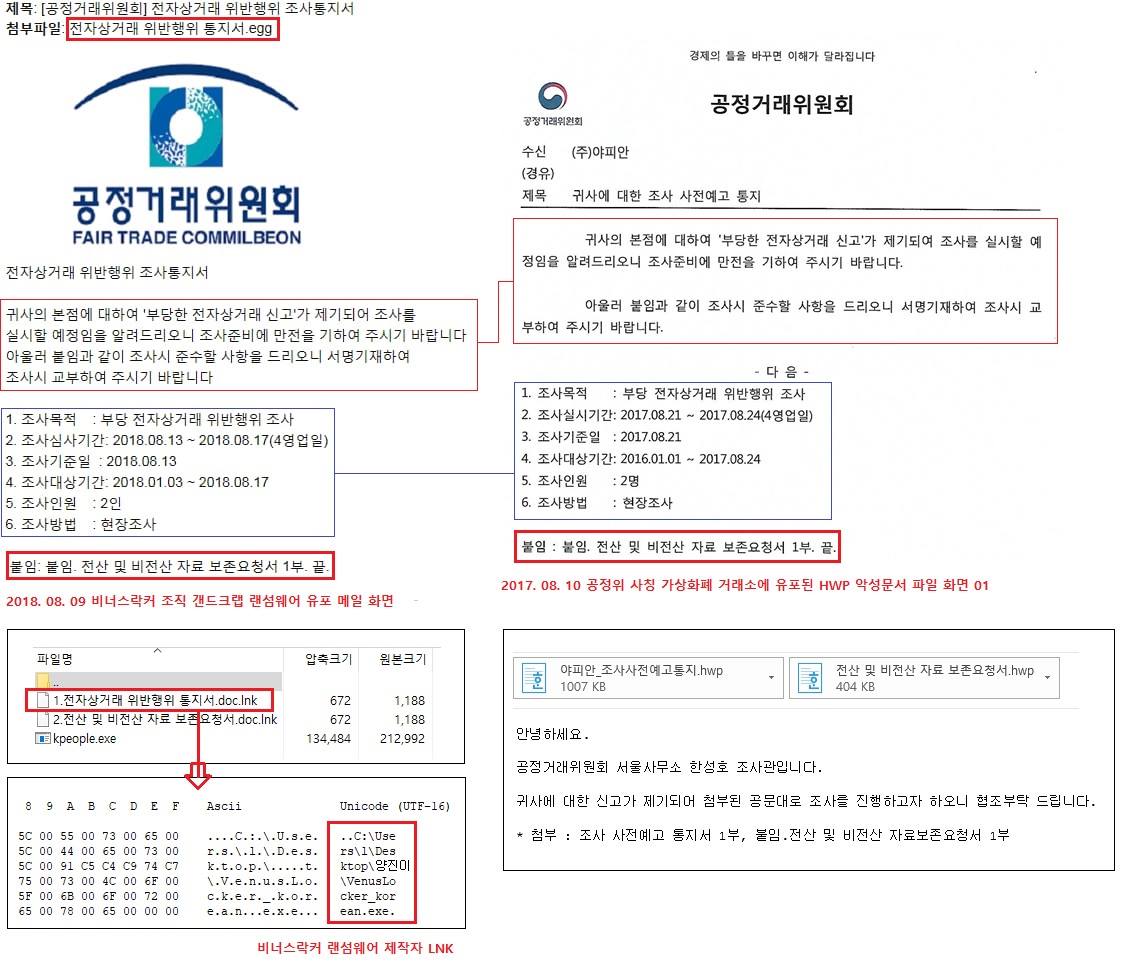 제목: [공정거래위원회] 전자상거래 위반행위 조사통지서
첨부파일: 전자상거래 위반행위 통지서.egg
공정거래위원회
FAIR TRADE COMMILBEON
전자상거래 위반행위 조사통지서
귀사의 본점에 대하여 '부당한 전자상거래 신고'가 제기되어 조사를
실시할 예정임을 알려드리오니 조사준비에 만전을 기하여 주시기 바랍니다
아울러 붙임과 같이 조사시 준수할 사항을 드리오니 서명기재하여
조사시 교부하여 주시기 바랍니다
1. 조사목적 : 부당 전자상거래 위반행위 조사
2. 조사심사기간: 2018.08.13 ~ 2018.08.17(4영업일)
3. 조사기준일 : 2018.08.13
4. 조사대상기간: 2018.01.03 ~ 2018.08.17
5. 조사인원 : 2인
6. 조사방법 : 현장조사
붙임: 붙임. 전산 및 비전산 자료 보존요청서 1부. 끝.
2018. 08. 09 비너스락커 조직 갠드크랩 랜섬웨어 유포 메일 화면
경제의 틀을 바꾸면 이해가 달라집니다
공정거래위원회
공정거래위원회
수신 (주)야피안
(경유)
제목 귀사에 대한 조사 사전예고 통지
귀사의 본점에 대하여 '부당한 전자상거래 신고'가 제기되여 조사를 실시할 예
정임을 알려드리오니 조사준비에 만전을 기하여 주시기 바랍니다.
아울러 붙임과 같이 조사시 준수할 사항을 드리오니 서명기재하여 조사시 교
부하여 주시기 바랍니다.
- 다 음 -
1. 조사목적 : 부당 전자상거래 위반행위 조사
2. 조사실시기간: 2017.08.21 ~ 2017.08.24(4영업일)
3. 조사기준일 : 2017.08.21
4. 조사대상기간: 2016.01.01 ~ 2017.08.24
5. 조사인원 : 2명
6. 조사방법 : 현장조사
붙임 : 붙임. 전산 및 비전산 자료 보존요청서 1부. 끝.
2017. 08. 10 공정위 사칭 가상화폐 거래소에 유포된 HWP 악성문서 파일 화면 01
파일명 압축크기 원본크기
..
1.전자상거래 위반행위 통지서.doc.lnk 672 1,188
2.전산 및 비전산 자료 보존요청서.doc.lnk 672 1,188
kpeople.exe 134,484 212,992
8 9 A B C D E F Ascii Unicode (UTF-16)
5C 00 55 00 73 00 65 00 ....C.:.\.U.s.e. ..C:\Use
5C 00 44 00 65 00 73 00 r.s.\.l.\.D.e.s. rs\l\Des
5C 00 91 C5 C4 C9 74 C7 k.t.o.p.\.....t. ktop\양진이
75 00 73 00 4C 00 6F 00 \.V.e.n.u.s.L.o. \VenusLo
5F 00 6B 00 6F 00 72 00 c.k.e.r._.k.o.r. cker_kor
65 00 78 00 65 00 00 00 e.a.n...e.x.e... ean.exe.
비너스락커 랜섬웨어 제작자 LNK
야피안_조사사전예고통지.hwp
1007 KB
전산 및 비전산 자료 보존요청서.hwp
404 KB
안녕하세요.
공정거래위원회 서울사무소 한성호 조사관입니다.
귀사에 대한 신고가 제기되어 첨부된 공문대로 조사를 진행하고자 하오니 협조부탁 드립니다.
* 첨부 : 조사 사전예고 통지서 1부, 붙임.전산 및 비전산 자료보존요청서 1부